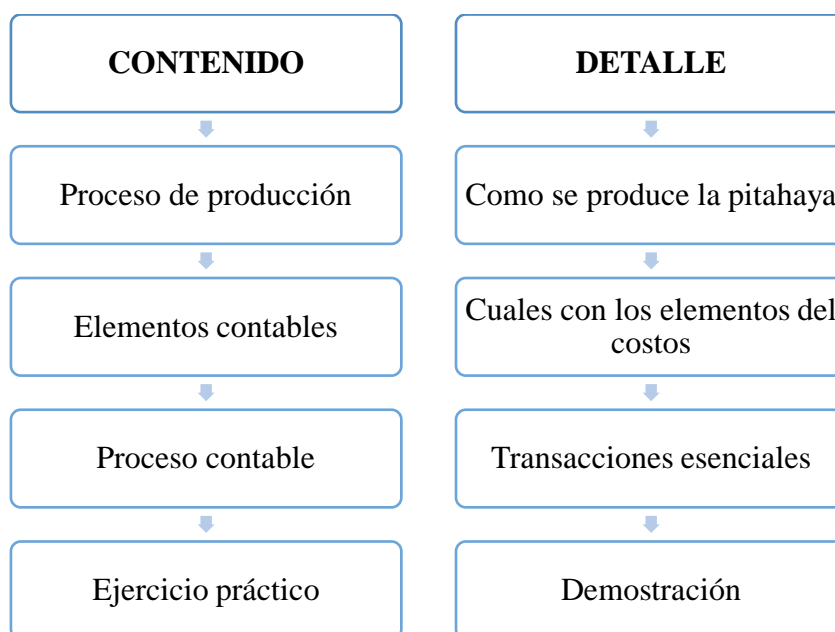 CONTENIDO
Proceso de producción
Elementos contables
Proceso contable
Ejercicio práctico
DETALLE
Como se produce la pitahaya
Cuales con los elementos del
costos
Transacciones esenciales
Demostración